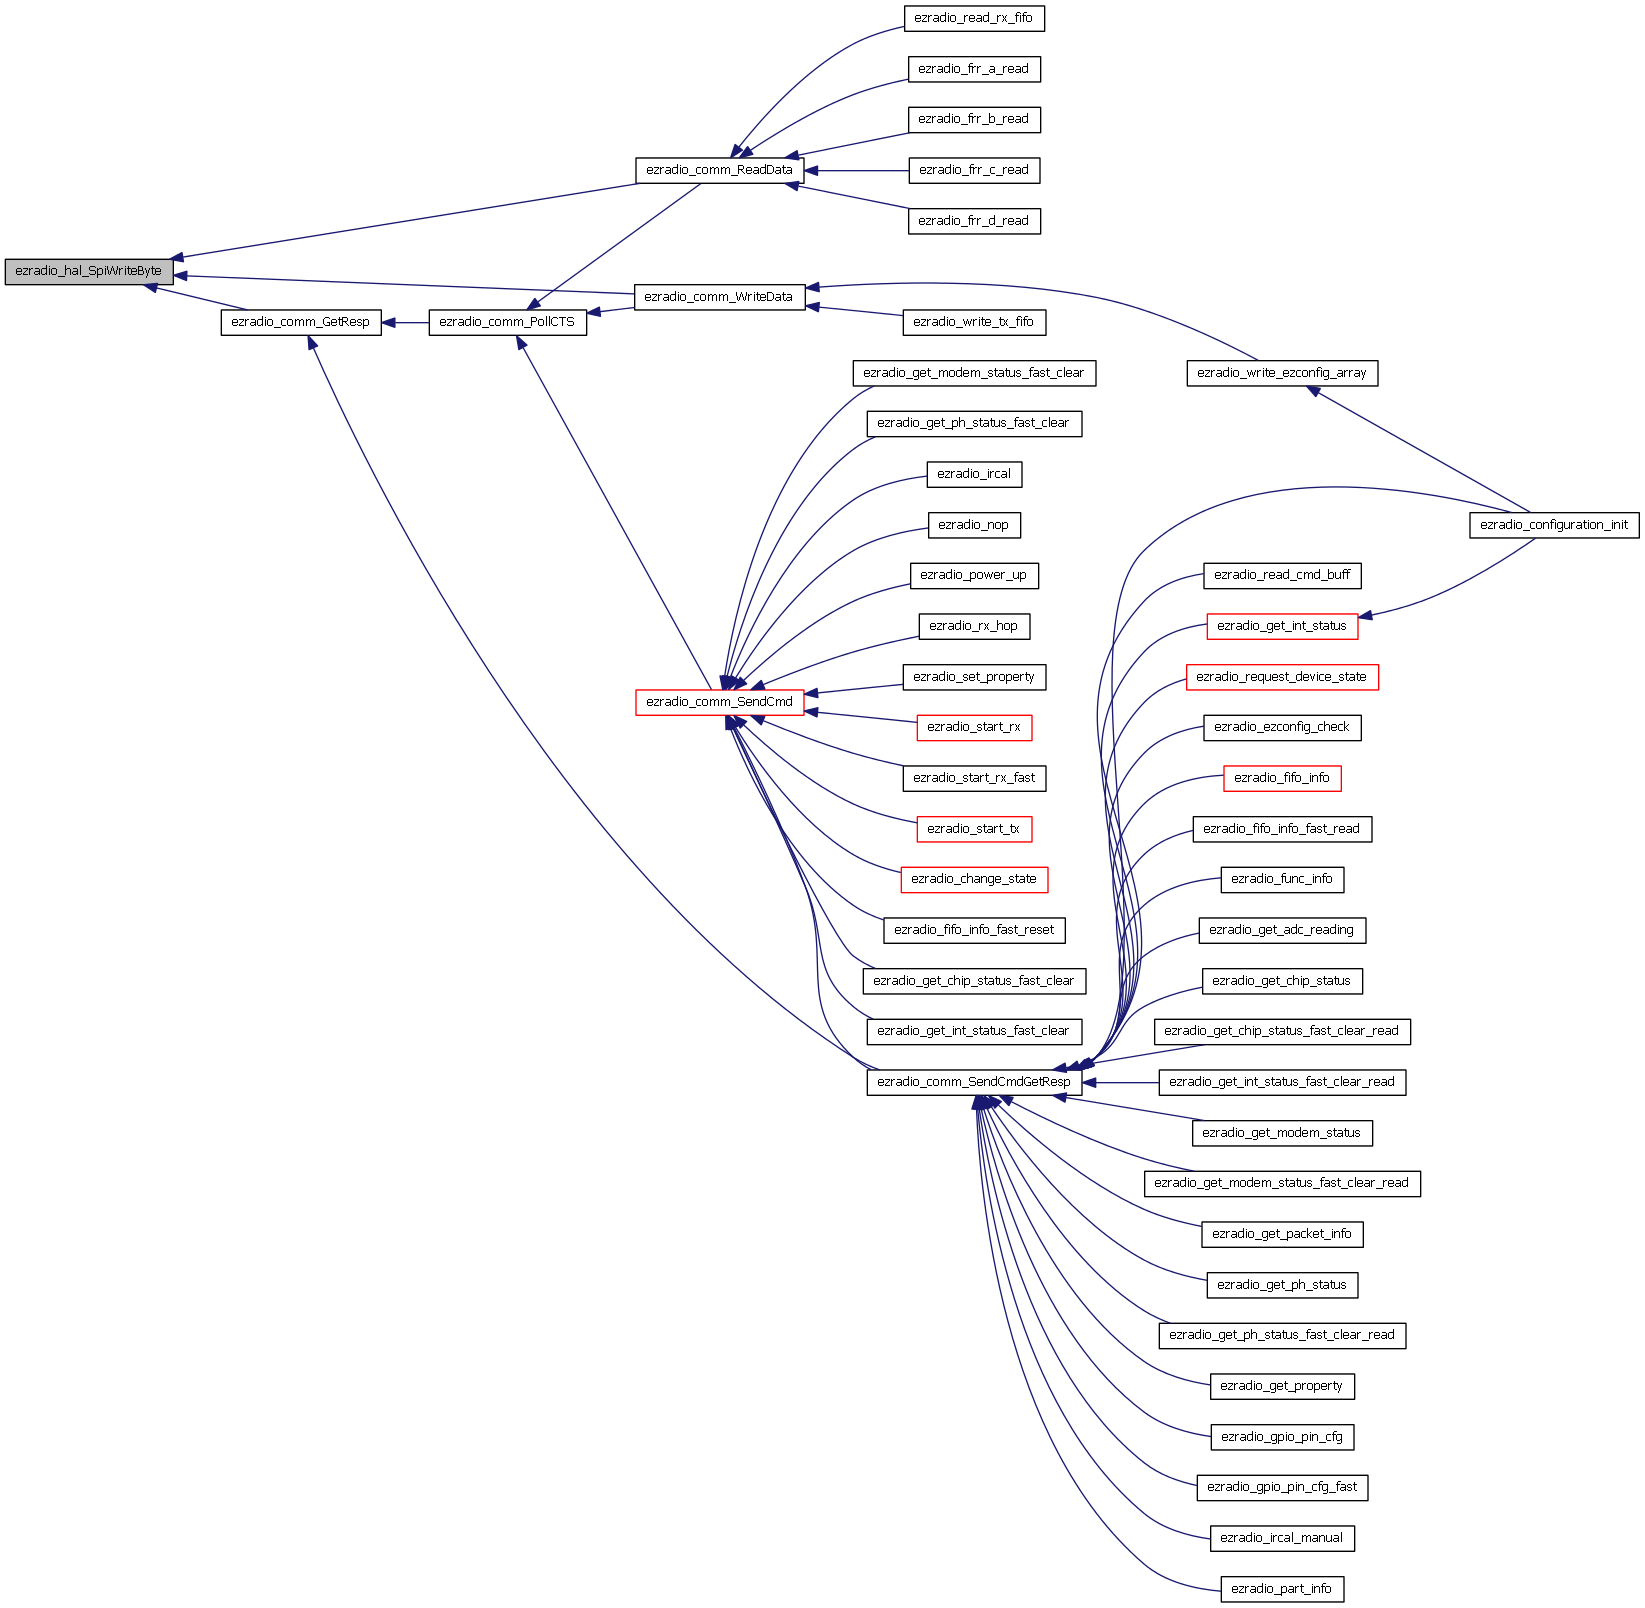 ezradio_read_rx_fifo
ezradio_frr_a_read
ezradio_frr_b_read
ezradio_comm_ReadData
ezradio_frr_c_read
ezradio_frr_d_read
ezradio_hal_SpiWriteByte
ezradio_comm_WriteData
ezradio_comm_GetResp
ezradio_comm_PollCTS
ezradio_write_tx_fifo
ezradio_get_modem_status_fast_clear
ezradio_write_ezconfig_array
ezradio_get_ph_status_fast_clear
ezradio_ircal
ezradio_nop
ezradio_configuration_init
ezradio_power_up
ezradio_read_cmd_buff
ezradio_rx_hop
ezradio_get_int_status
ezradio_set_property
ezradio_request_device_state
ezradio_comm_SendCmd
ezradio_start_rx
ezradio_ezconfig_check
ezradio_start_rx_fast
ezradio_fifo_info
ezradio_start_tx
ezradio_fifo_info_fast_read
ezradio_change_state
ezradio_func_info
ezradio_fifo_info_fast_reset
ezradio_get_adc_reading
ezradio_get_chip_status_fast_clear
ezradio_get_chip_status
ezradio_get_int_status_fast_clear
ezradio_get_chip_status_fast_clear_read
ezradio_comm_SendCmdGetResp
ezradio_get_int_status_fast_clear_read
ezradio_get_modem_status
ezradio_get_modem_status_fast_clear_read
ezradio_get_packet_info
ezradio_get_ph_status
ezradio_get_ph_status_fast_clear_read
ezradio_get_property
ezradio_gpio_pin_cfg
ezradio_gpio_pin_cfg_fast
ezradio_ircal_manual
ezradio_part_info